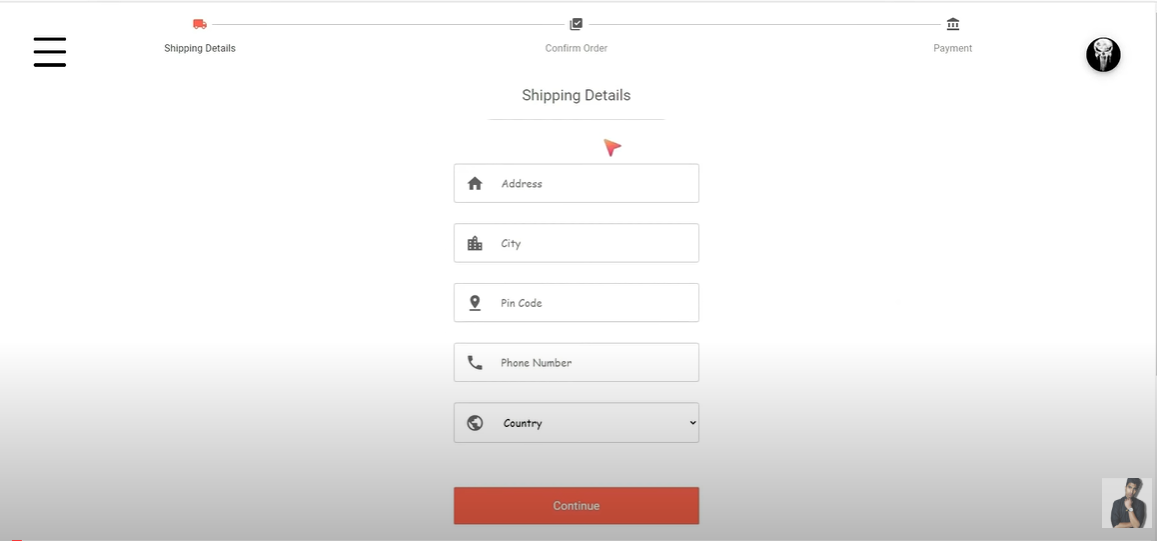 Shipping Details
Confirm Order
Payment
Shipping Details
Address
City
Pin Code
Phone Number
Country
Continue